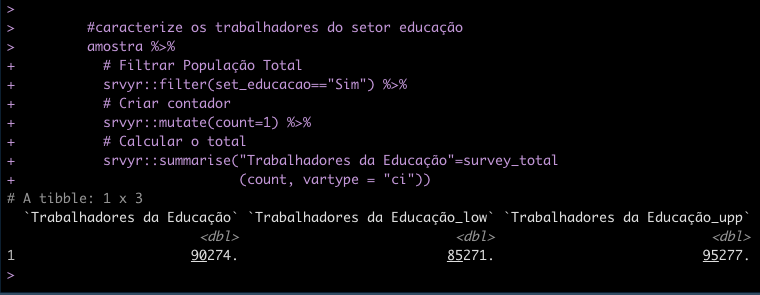 >
>         #caracterize os trabalhadores do setor educação
>         amostra %>%
+           # Filtrar População Total
+           srvyr::filter(set_educacao=="Sim") %>%
+           # Criar contador
+           srvyr::mutate(count=1) %>%
+           # Calcular o total
+           srvyr::summarise("Trabalhadores da Educação"=survey_total
+                            (count, vartype = "ci"))
# A tibble: 1 x 3
  `Trabalhadores da Educação` `Trabalhadores da Educação_low` `Trabalhadores da Educação_upp`
                        <dbl>                           <dbl>                           <dbl>
1                      90274.                          85271.                          95277.
>